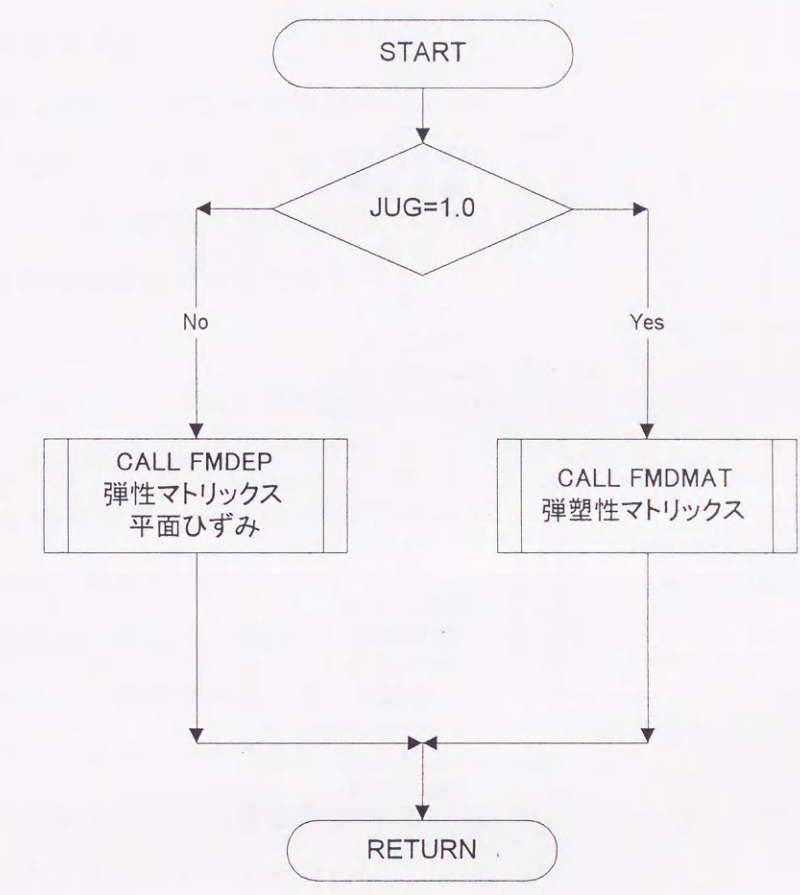 START
JUG=1.0
No
Yes
CALL FMDEP
弾性マトリックス
平面ひずみ
CALL FMDMAT
弾塑性マトリックス
RETURN